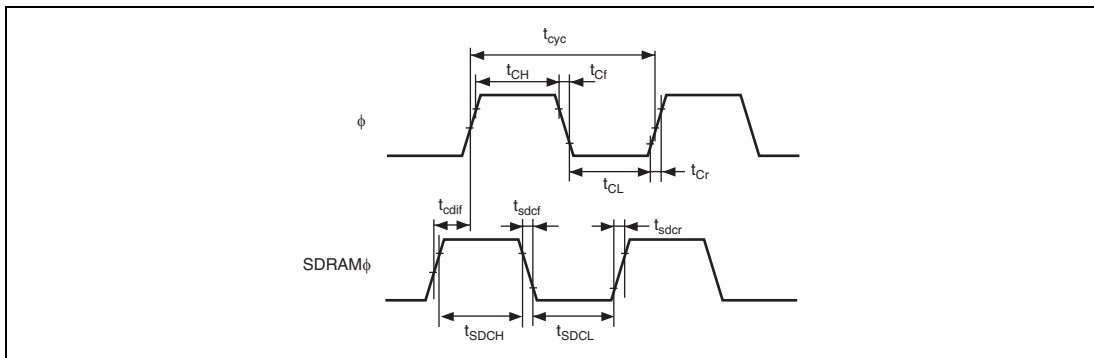 tcyc
tCH
tCf
ϕ
tCL
tCr
tcdif
tsdcf
tsdcr
SDRAMϕ
tSDCH
tSDCL